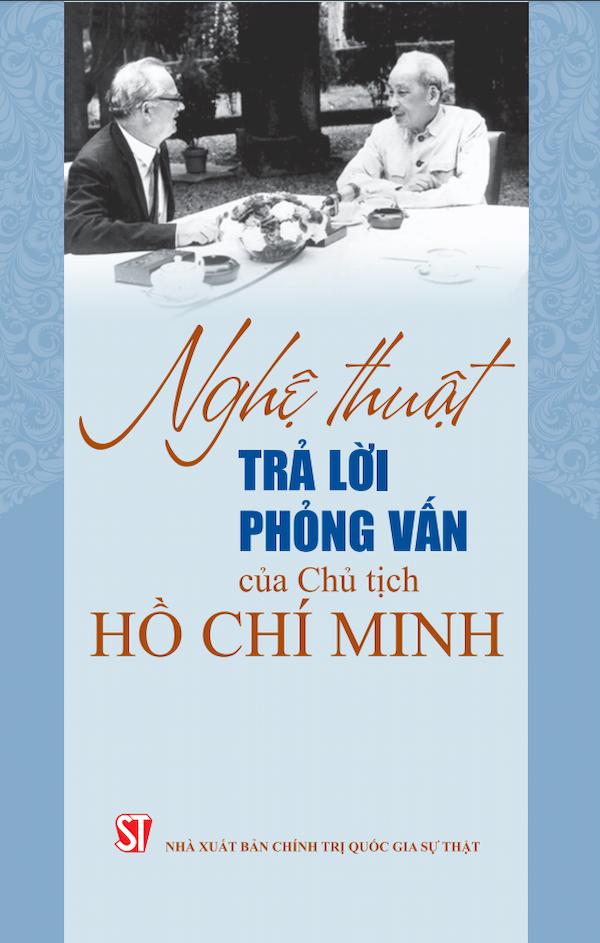 Nghệ thuật
TRẢ LỜI
PHỎNG VẤN
của Chủ tịch
HỒ CHÍ MINH
ST
NHÀ XUẤT BẢN CHÍNH TRỊ QUỐC GIA SỰ THẬT